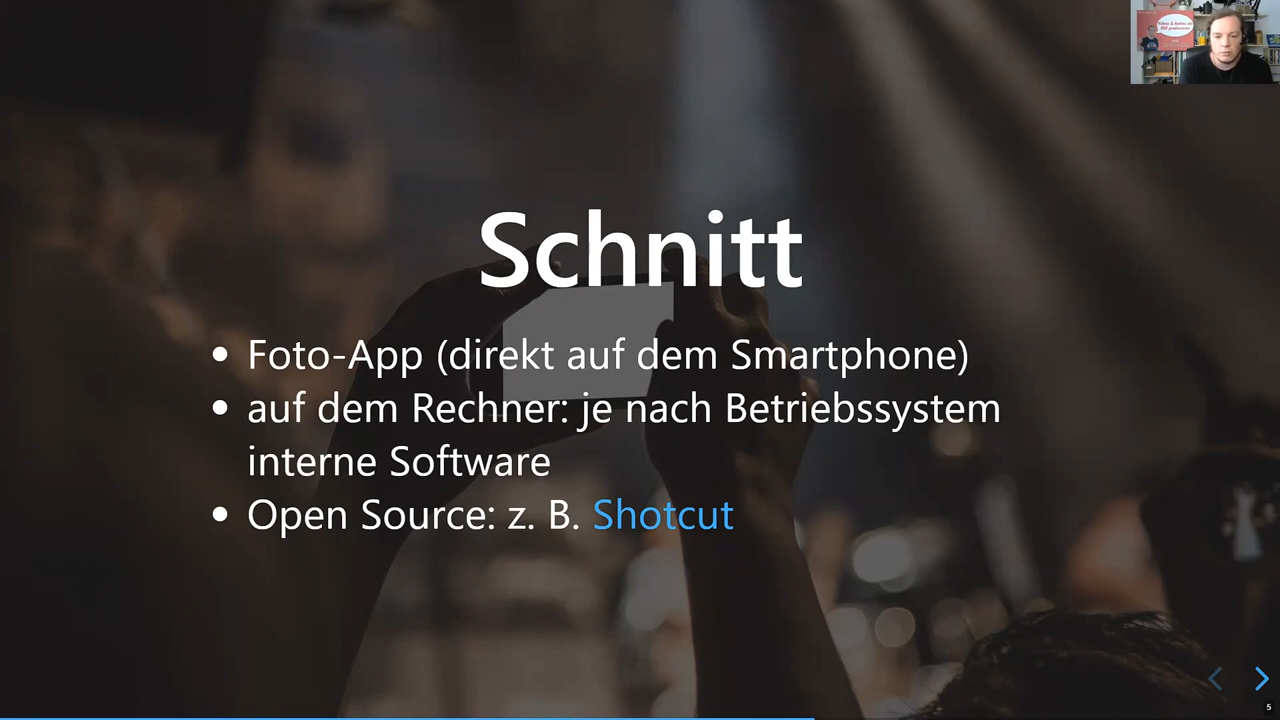 Schnitt
• Foto-App (direkt auf dem Smartphone)
• auf dem Rechner: je nach Betriebssystem
interne Software
• Open Source: z. B. Shotcut
5